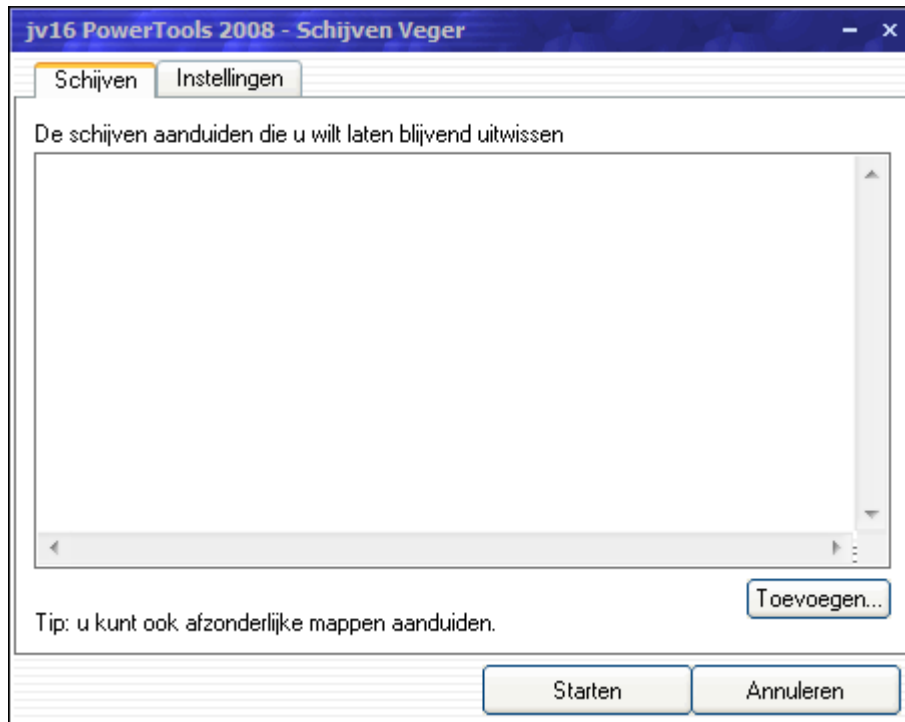 jv16 PowerTools 2008 - Schijven Veger
Schijven
Instellingen
De schijven aanduiden die u wilt laten blijvend uitwissen
Toevoegen...
Tip: u kunt ook afzonderlijke mappen aanduiden.
Starten
Annuleren